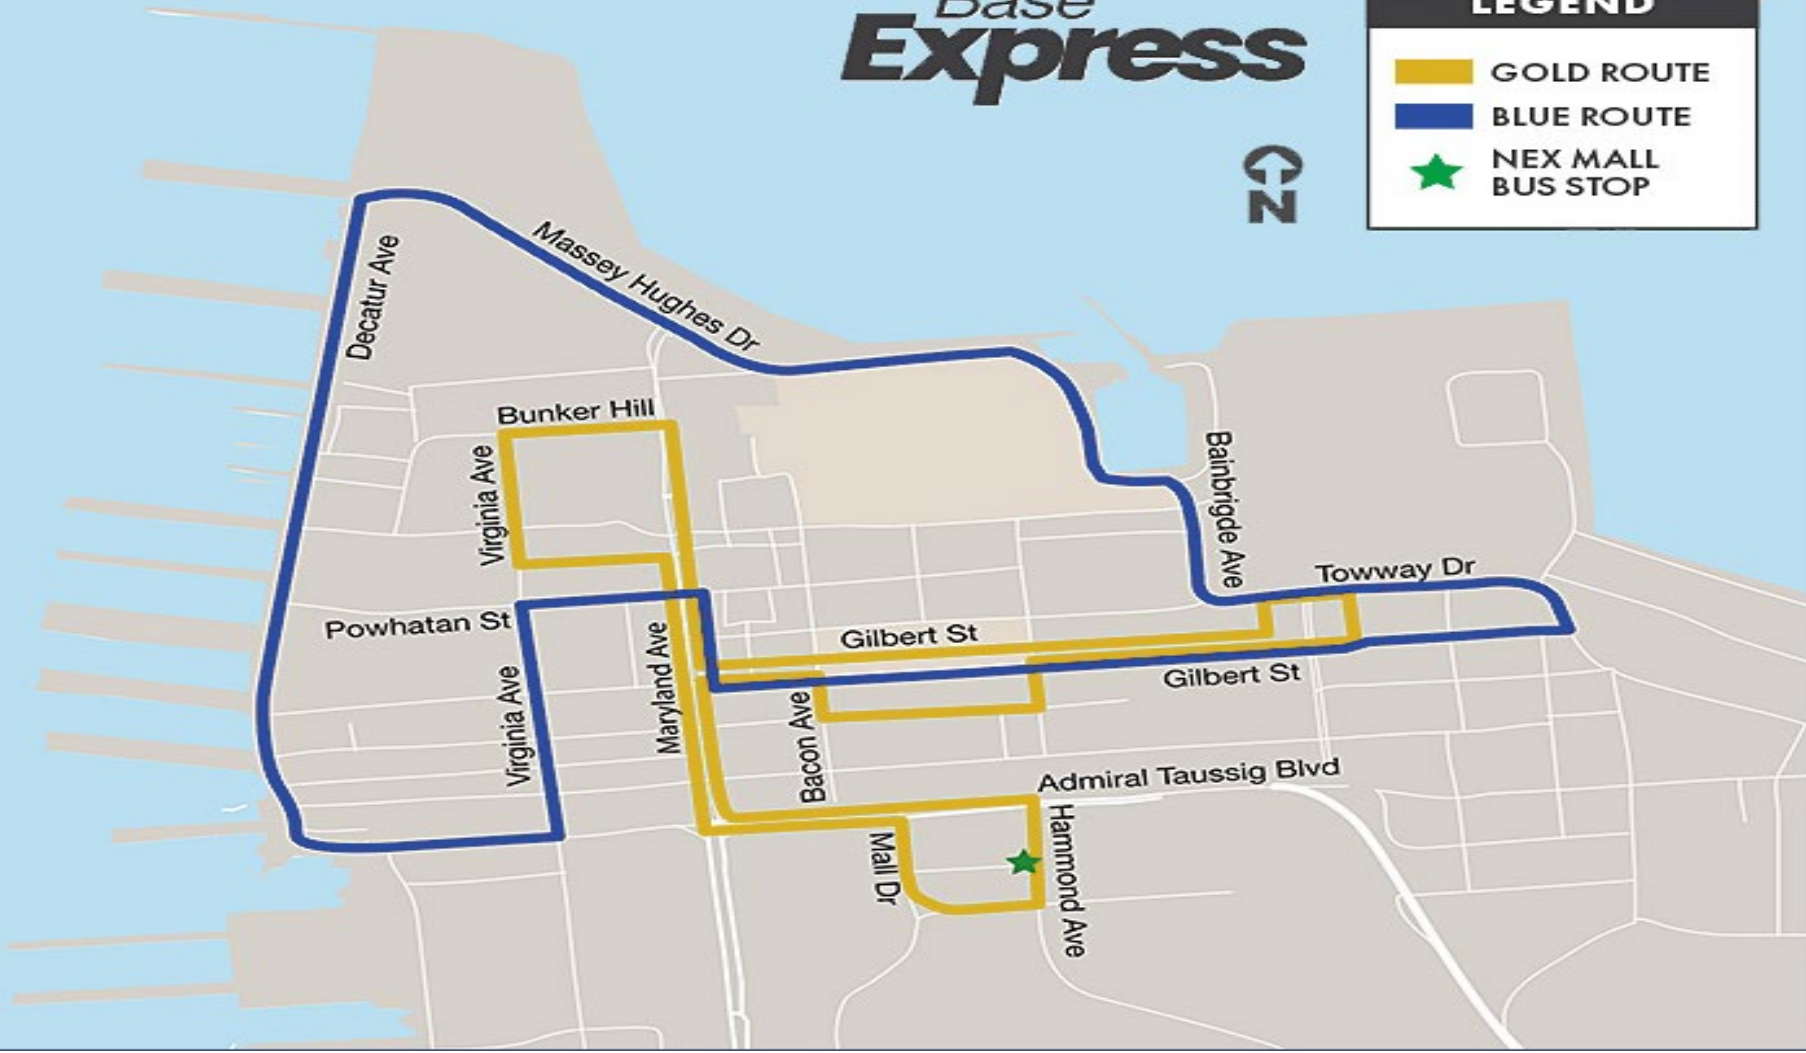 Base
Express
LEGEND
GOLD ROUTE
BLUE ROUTE
NEX MALL
BUS STOP
N
Decatur Ave
Massey Hughes Dr
Bunker Hill
Virginia Ave
Bainbrigde Ave
Towway Dr
Powhatan St
Gilbert St
Maryland Ave
Virginia Ave
Gilbert St
Bacon Ave
Admiral Taussig Blvd
Mall Dr
Hammond Ave